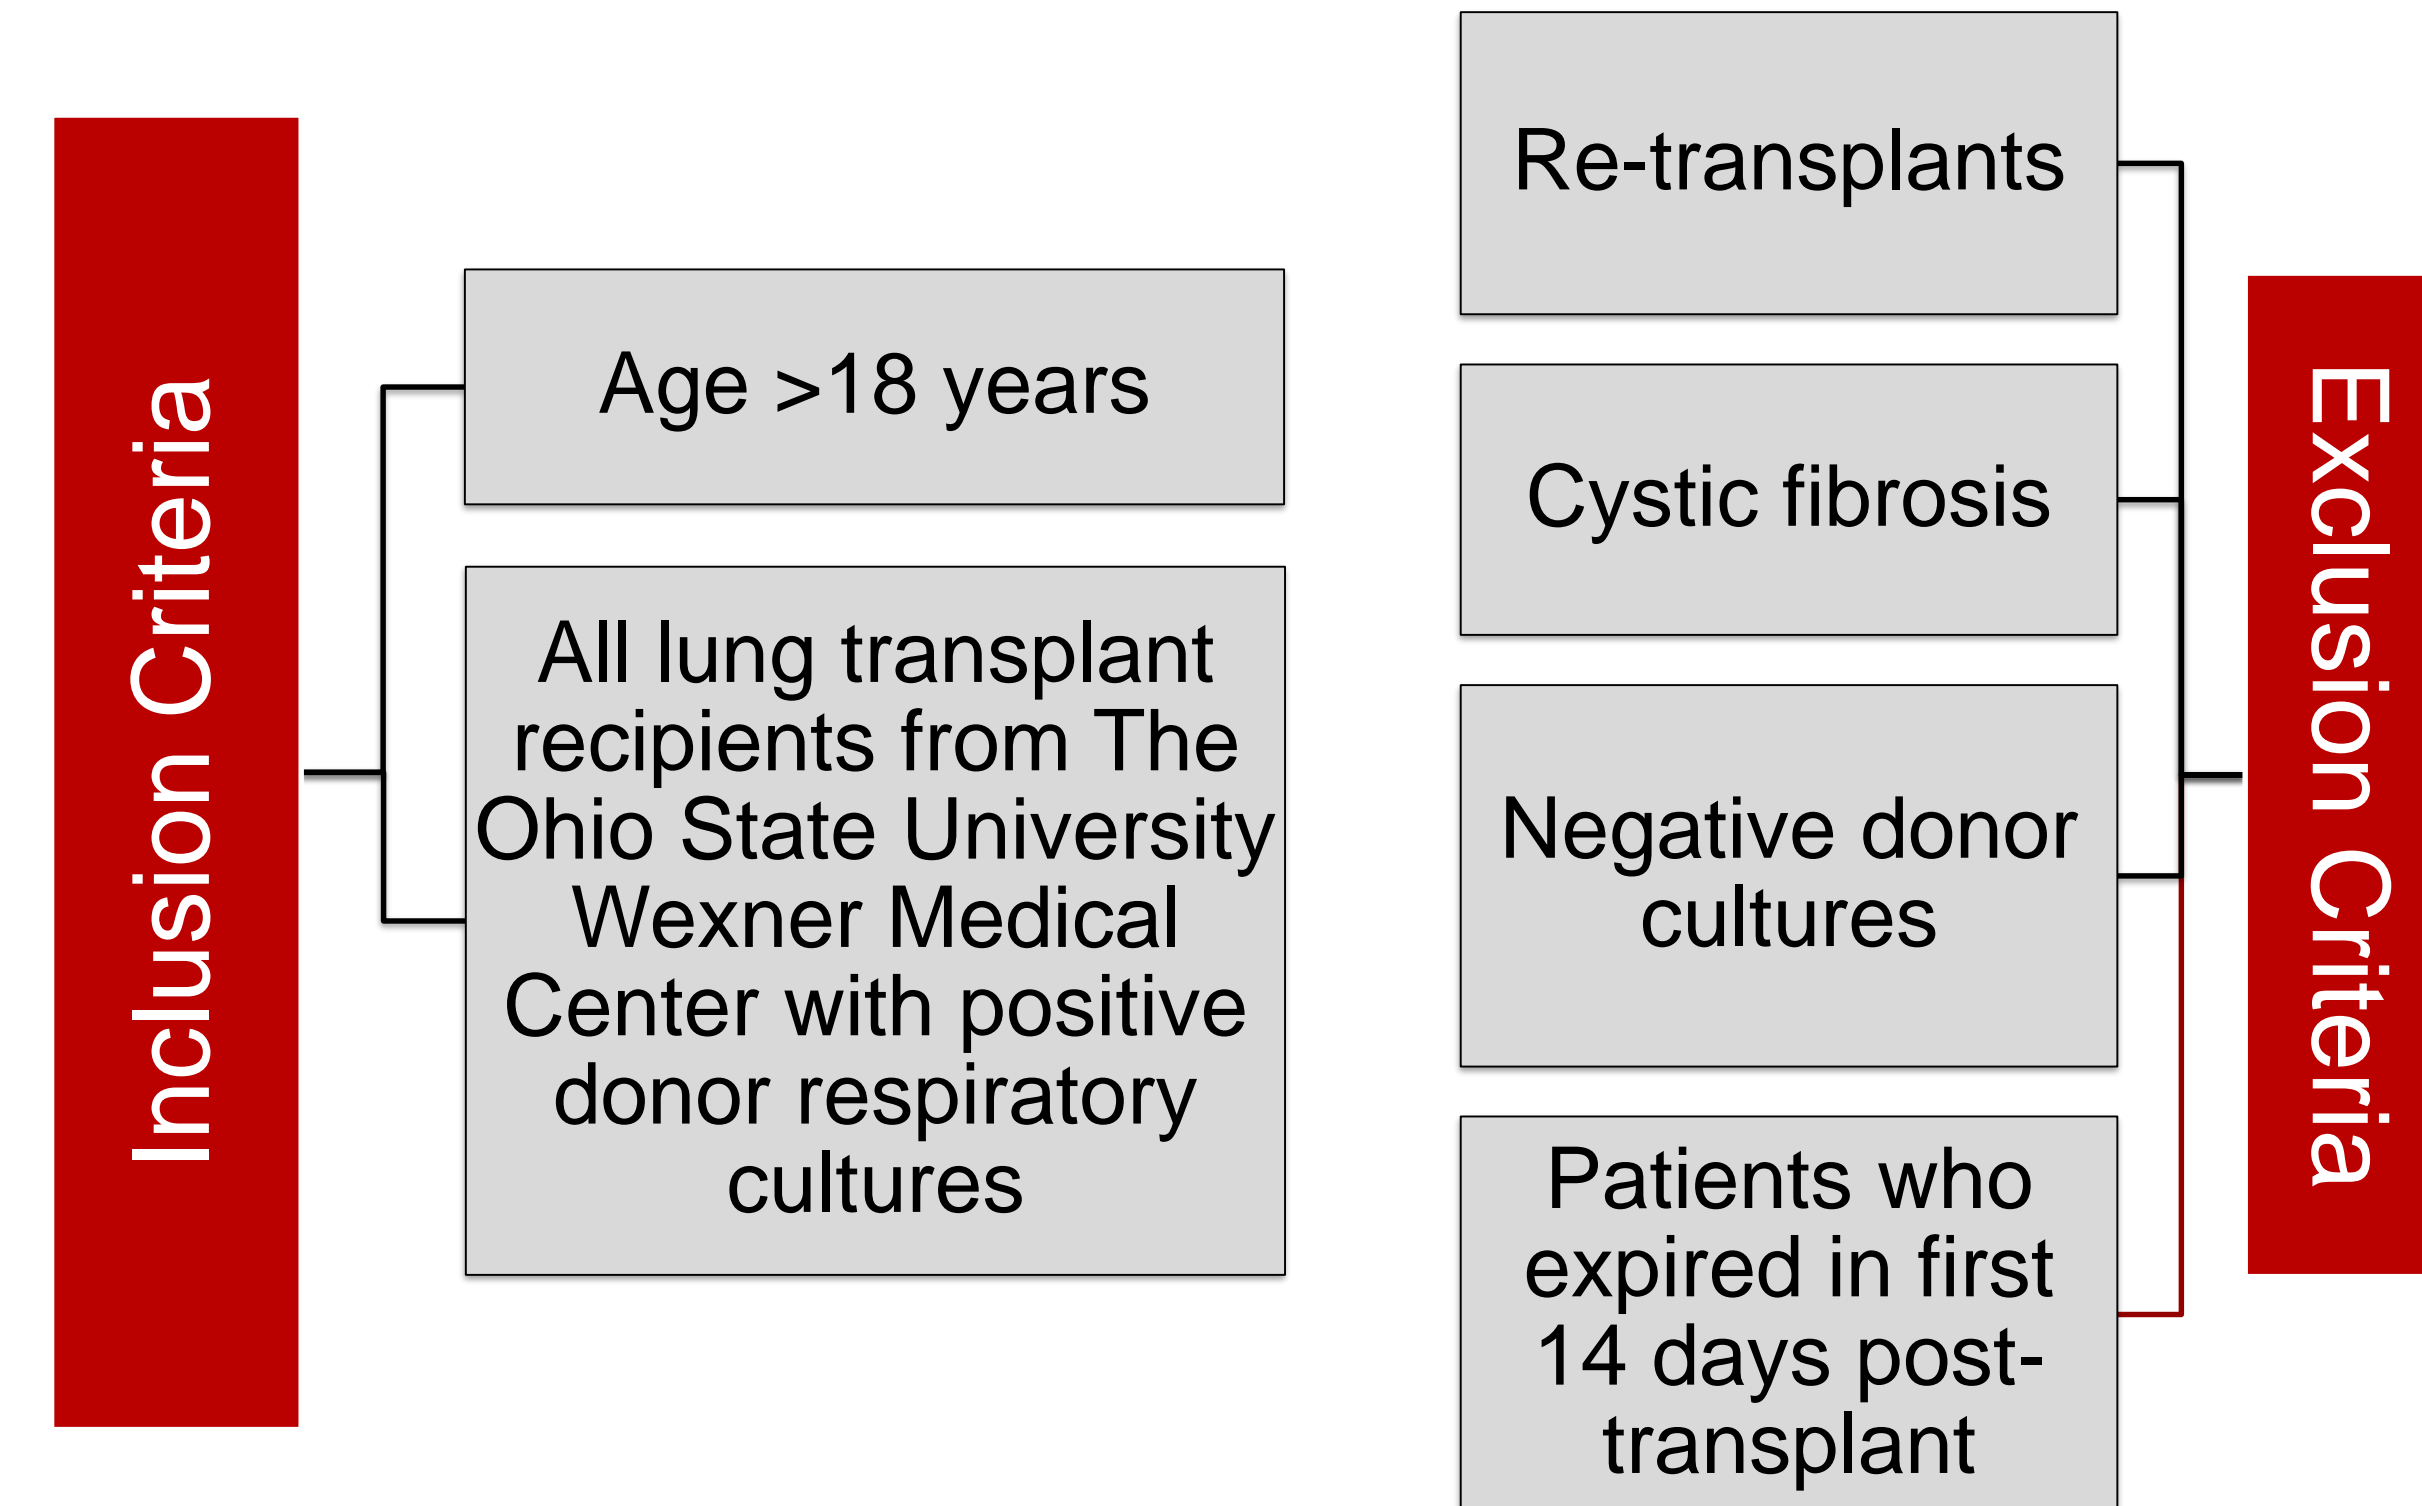 Inclusion Criteria
Age >18 years
All lung transplant
recipients from The
Ohio State University
Wexner Medical
Center with positive
donor respiratory
cultures
Re-transplants
Cystic fibrosis
Negative donor
cultures
Patients who
expired in first
14 days post-
transplant
Exclusion Criteria